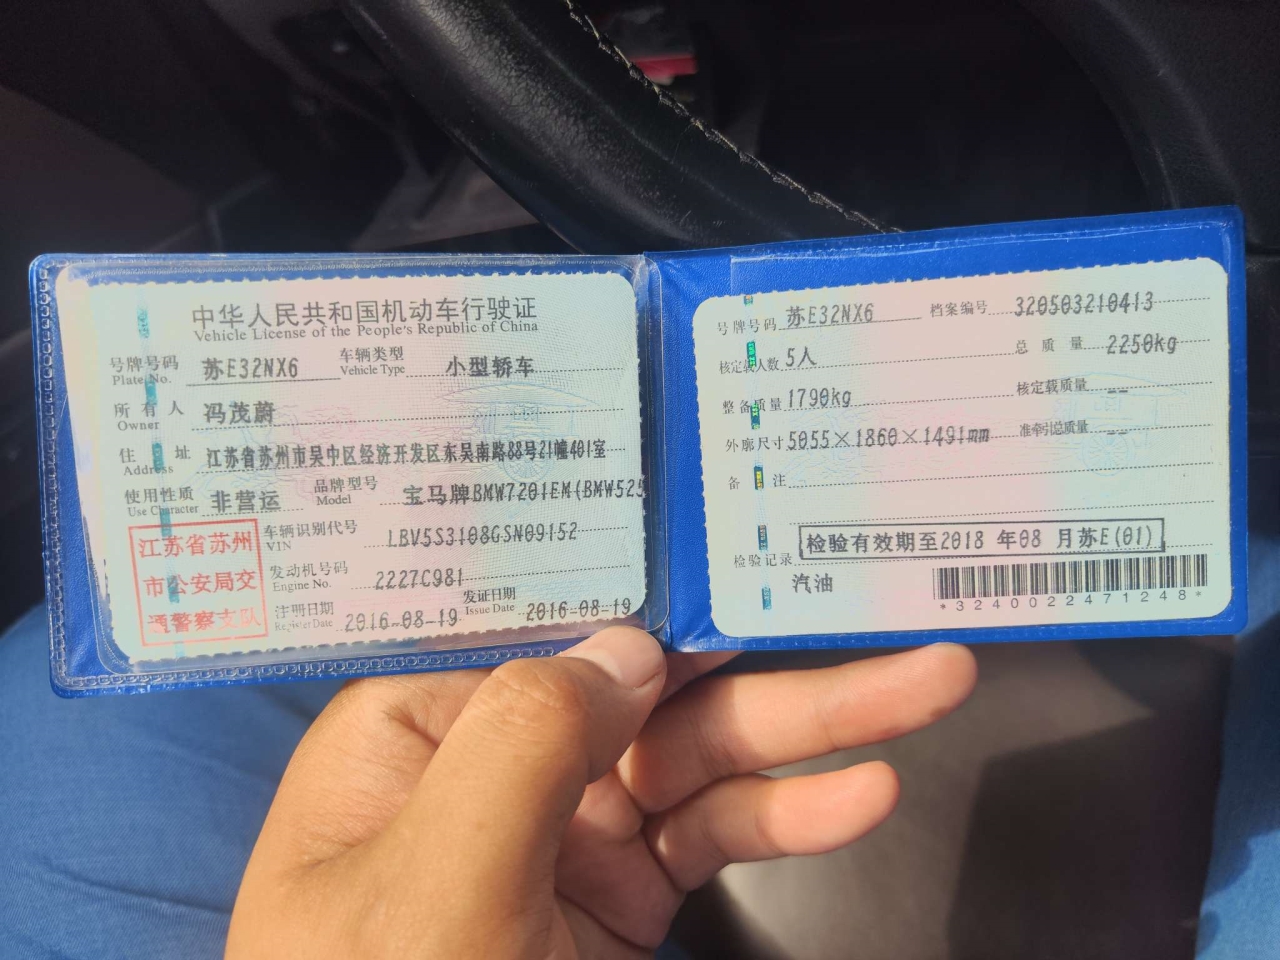 中华人民共和国机动车行驶证
Vehicle License of the People's Republic of China
号牌号码 苏E32NX6 车辆类型 小型轿车
Plate No. Vehicle Type
所有人 冯茂蔚
Owner
住址 江苏省苏州市吴中区经济开发区东吴南路88号21幢401室
Address
使用性质 非营运 品牌型号 宝马牌BMW7201EM(BMW525
Use Character Model
江苏省苏州
市公安局交
通警察支队
车辆识别代号 LBV5S3108GSN09152
VIN
发动机号码 2227C981
Engine No.
注册日期 2016-08-19 发证日期 2016-08-19
Register Date Issue Date
号牌号码 苏E32NX6 档案编号 320503210413
核定载人数 5人 总质量 2250kg
整备质量 1790kg 核定载质量 --
外廓尺寸 5055×1860×1491mm 准牵引总质量 --
备注
检验记录 检验有效期至2018 年08 月苏E(01)
汽油
*3240022471248*